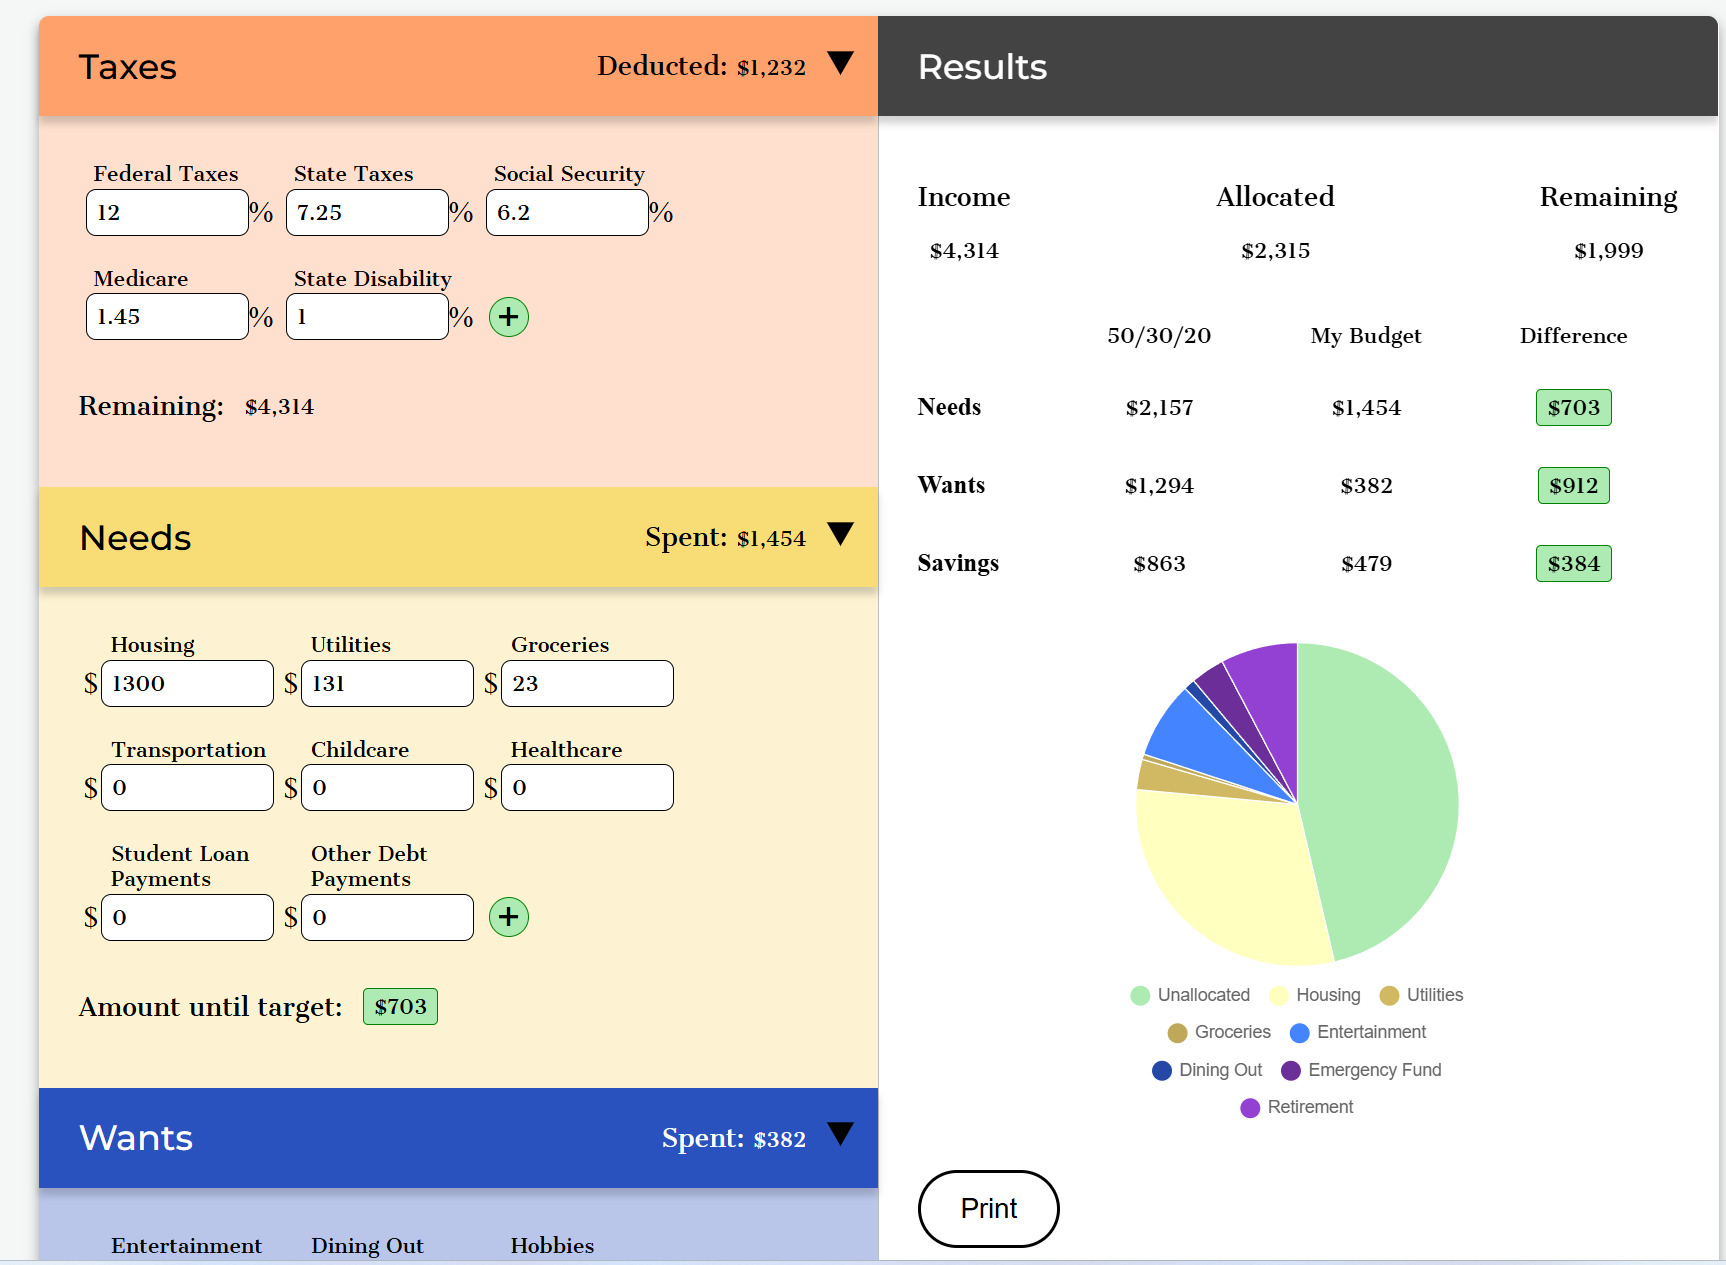 Taxes Deducted: $1,232
Federal Taxes State Taxes Social Security
12 % 7.25 % 6.2 %
Medicare State Disability
1.45 % 1 % +
Remaining: $4,314
Needs Spent: $1,454
Housing Utilities Groceries
$ 1300 $ 131 $ 23
Transportation Childcare Healthcare
$ 0 $ 0 $ 0
Student Loan Other Debt
Payments Payments
$ 0 $ 0 +
Amount until target: $703
Wants Spent: $382
Entertainment Dining Out Hobbies
Results
Income Allocated Remaining
$4,314 $2,315 $1,999
50/30/20 My Budget Difference
Needs $2,157 $1,454 $703
Wants $1,294 $382 $912
Savings $863 $479 $384
Unallocated Housing Utilities
Groceries Entertainment
Dining Out Emergency Fund
Retirement
Print